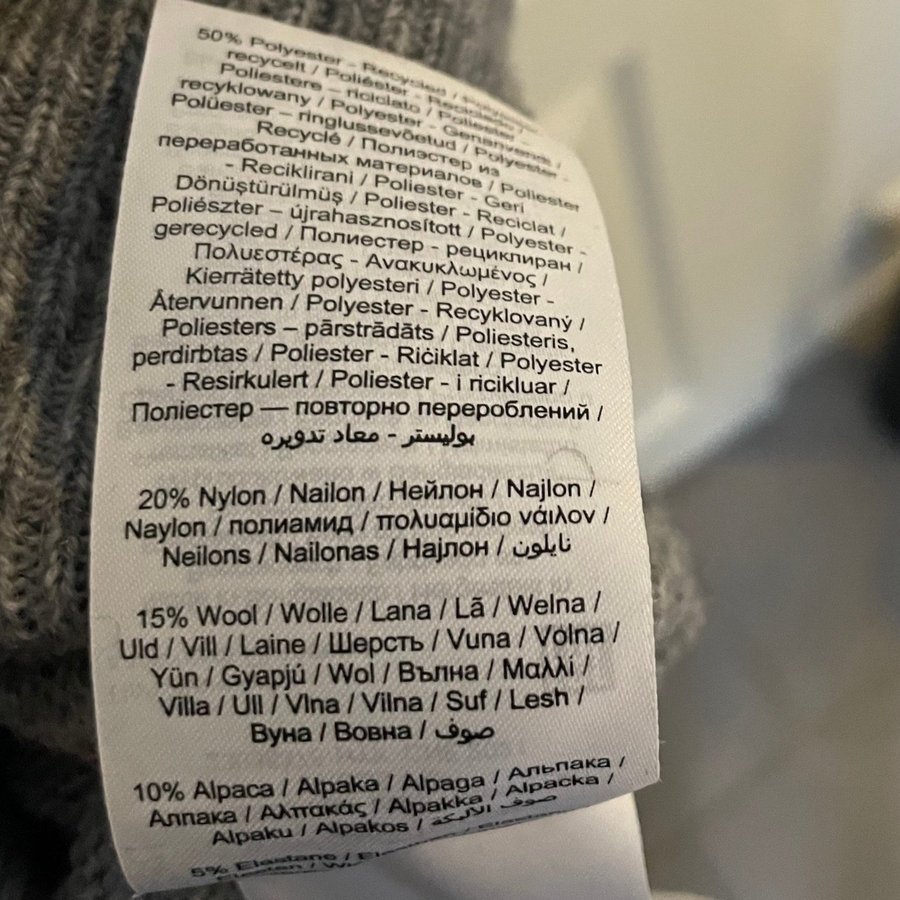 50% Polyester - Recycled /
recycelt / Poliéster - Reciclado /
Poliestere – riciclato / Poliester -
recyklowany / Polyester - Genanvendt /
Polüester – ringlussevõetud / Polyester -
Recyclé / Полиэстер из
переработанных материалов / Poliester
- Reciklirani / Poliester - Geri
Dönüştürülmüş / Poliester - Reciclat /
Poliészter – újrahasznosított / Polyester -
gerecycled / Полиестер - рециклиран /
Πολυεστέρας - Ανακυκλωμένος /
Kierrätetty polyesteri / Polyester -
Återvunnen / Polyester - Recyklovaný /
Poliesters – pārstrādāts / Poliesteris,
perdirbtas / Poliester - Riċiklat / Polyester
- Resirkulert / Poliester - i ricikluar /
Поліестер — повторно перероблений /
بوليستر - معاد تدويره
20% Nylon / Nailon / Нейлон / Najlon /
Naylon / полиамид / πολυαμίδιο νάιλον /
Neilons / Nailonas / Најлон / نايلون
15% Wool / Wolle / Lana / Lã / Welna /
Uld / Vill / Laine / Шерсть / Vuna / Volna /
Yün / Gyapjú / Wol / Вълна / Μαλλί /
Villa / Ull / Vlna / Vilna / Suf / Lesh /
Вуна / Вовна / صوف
10% Alpaca / Alpaka / Alpaga / Альпака /
Алпака / Αλπακάς / Alpakka / Alpacka /
Alpaku / Alpakos / صوف الألبكة
5% Elastane /